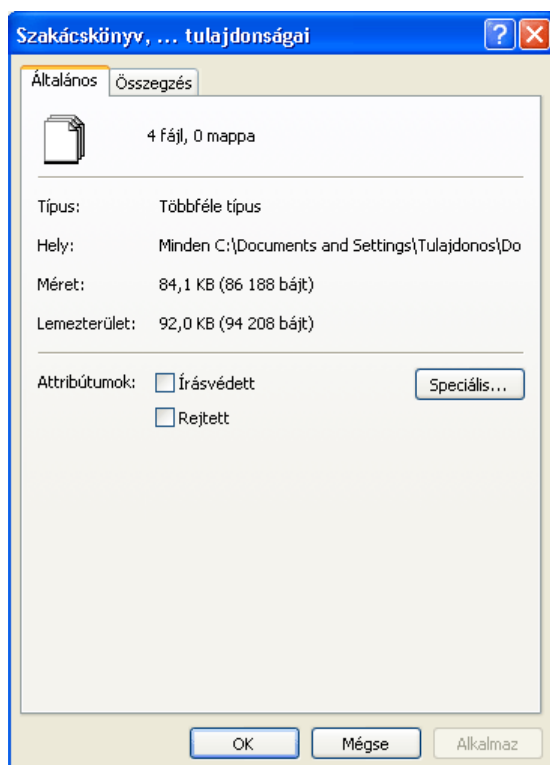 Szakácskönyv, ... tulajdonságai
Általános
Összegzés
4 fájl, 0 mappa
Típus: Többféle típus
Hely: Minden C:\Documents and Settings\Tulajdonos\Do
Méret: 84,1 KB (86 188 bájt)
Lemezterület: 92,0 KB (94 208 bájt)
Attribútumok: Írásvédett Speciális...
Rejtett
OK Mégse Alkalmaz